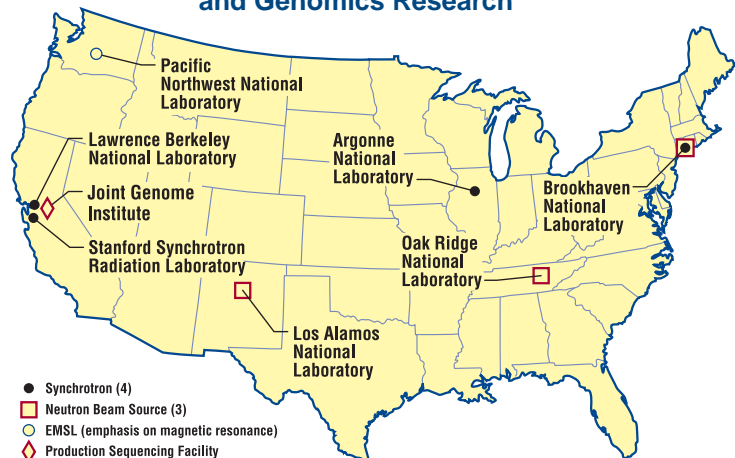 and Genomics Research
Pacific
Northwest National
Laboratory
Lawrence Berkeley
National Laboratory
Joint Genome
Institute
Stanford Synchrotron
Radiation Laboratory
Argonne
National
Laboratory
Brookhaven
National
Laboratory
Oak Ridge
National
Laboratory
Los Alamos
National
Laboratory
Synchrotron (4)
Neutron Beam Source (3)
EMSL (emphasis on magnetic resonance)
Production Sequencing Facility